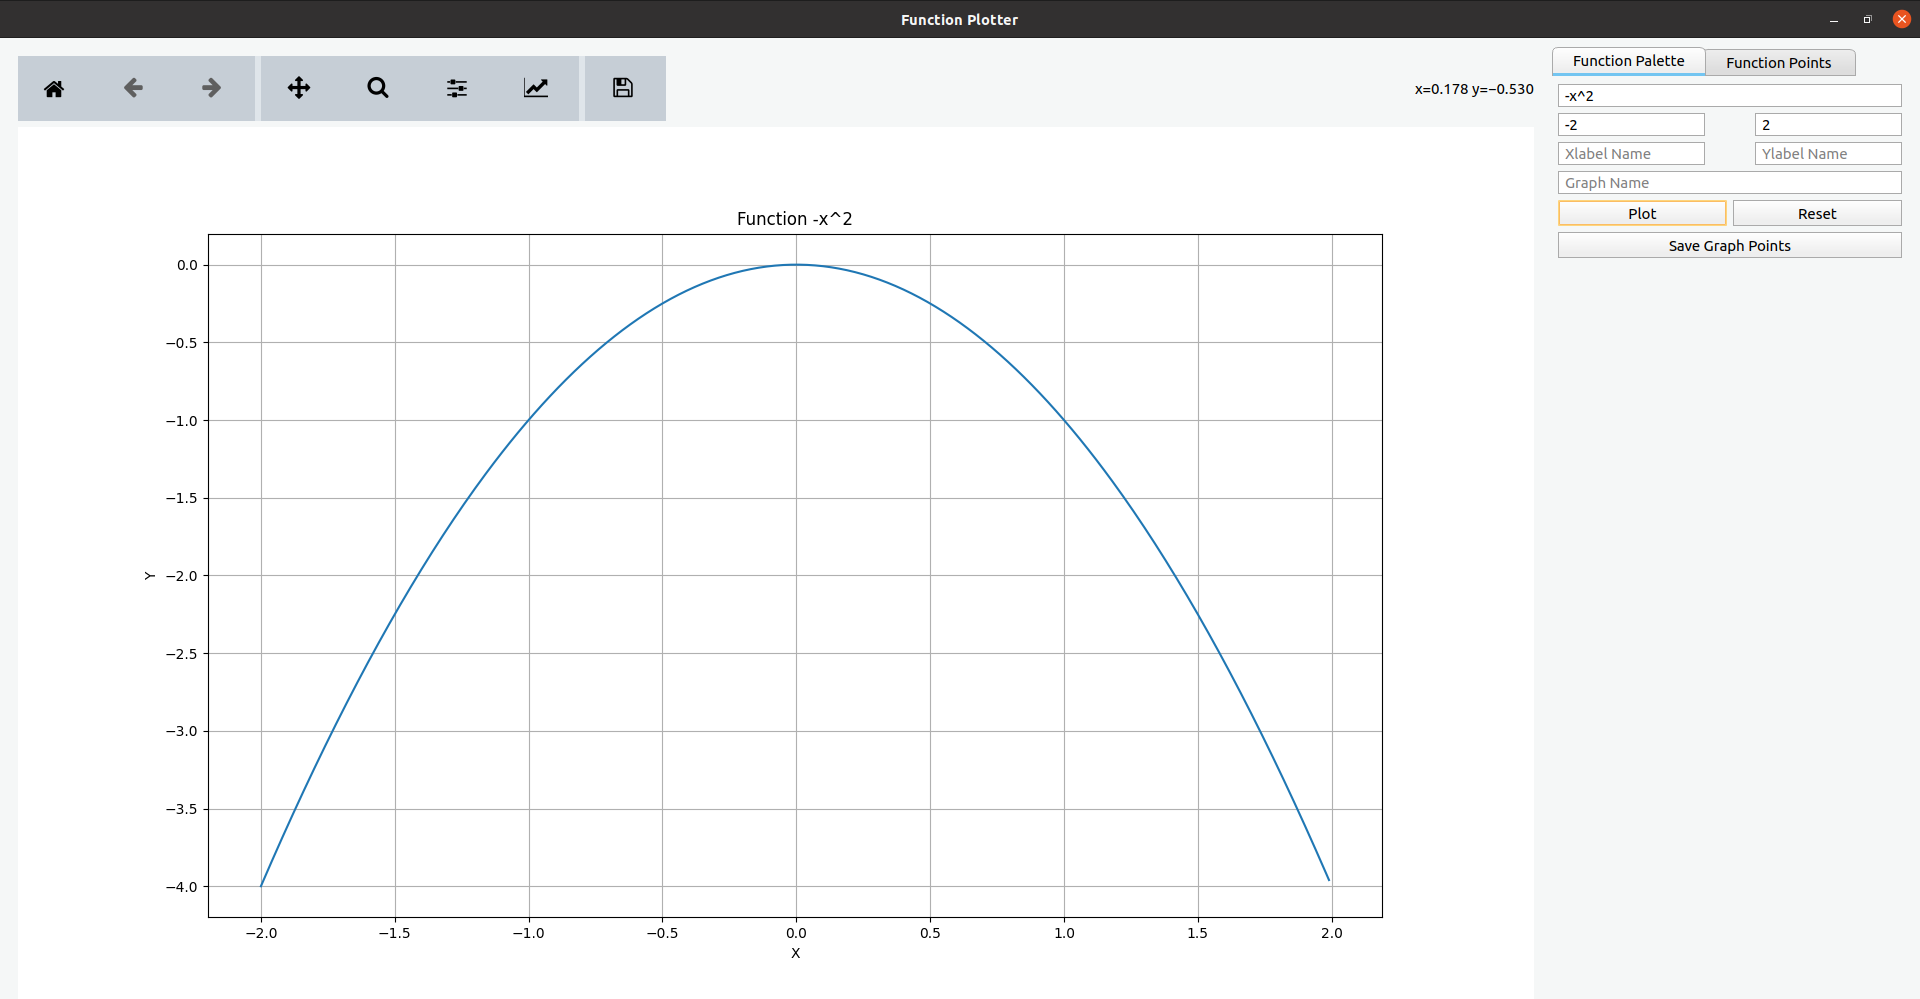 Function Plotter
x=0.178 y=−0.530
Function Palette
Function Points
-x^2
-2
2
Xlabel Name
Ylabel Name
Graph Name
Plot
Reset
Save Graph Points
Function -x^2
0.0
−0.5
−1.0
−1.5
−2.0
−2.5
−3.0
−3.5
−4.0
Y
−2.0 −1.5 −1.0 −0.5 0.0 0.5 1.0 1.5 2.0
X